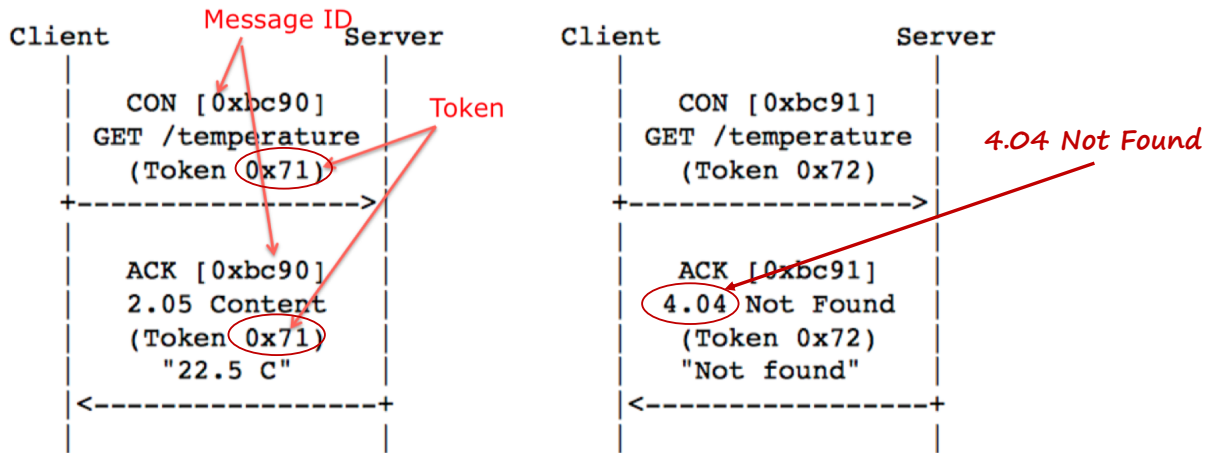 Message ID
Client Server
CON [0xbc90]
GET /temperature
(Token 0x71)
Token
ACK [0xbc90]
2.05 Content
(Token 0x71)
"22.5 C"
Client Server
CON [0xbc91]
GET /temperature
(Token 0x72)
4.04 Not Found
ACK [0xbc91]
4.04 Not Found
(Token 0x72)
"Not found"